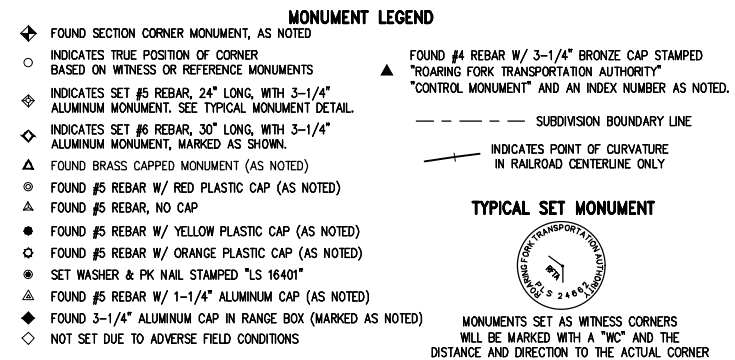 MONUMENT LEGEND
FOUND SECTION CORNER MONUMENT, AS NOTED
INDICATES TRUE POSITION OF CORNER
BASED ON WITNESS OR REFERENCE MONUMENTS
INDICATES SET #5 REBAR, 24" LONG, WITH 3-1/4"
ALUMINUM MONUMENT. SEE TYPICAL MONUMENT DETAIL.
INDICATES SET #6 REBAR, 30" LONG, WITH 3-1/4"
ALUMINUM MONUMENT, MARKED AS SHOWN.
FOUND BRASS CAPPED MONUMENT (AS NOTED)
FOUND #5 REBAR W/ RED PLASTIC CAP (AS NOTED)
FOUND #5 REBAR, NO CAP
FOUND #5 REBAR W/ YELLOW PLASTIC CAP (AS NOTED)
FOUND #5 REBAR W/ ORANGE PLASTIC CAP (AS NOTED)
SET WASHER & PK NAIL STAMPED "LS 16401"
FOUND #5 REBAR W/ 1-1/4" ALUMINUM CAP (AS NOTED)
FOUND 3-1/4" ALUMINUM CAP IN RANGE BOX (MARKED AS NOTED)
NOT SET DUE TO ADVERSE FIELD CONDITIONS
FOUND #4 REBAR W/ 3-1/4" BRONZE CAP STAMPED
"ROARING FORK TRANSPORTATION AUTHORITY"
"CONTROL MONUMENT" AND AN INDEX NUMBER AS NOTED.
SUBDIVISION BOUNDARY LINE
INDICATES POINT OF CURVATURE
IN RAILROAD CENTERLINE ONLY
TYPICAL SET MONUMENT
ROARING FORK TRANSPORTATION AUTHORITY
RFTA
PLS 24662
MONUMENTS SET AS WITNESS CORNERS
WILL BE MARKED WITH A "WC" AND THE
DISTANCE AND DIRECTION TO THE ACTUAL CORNER